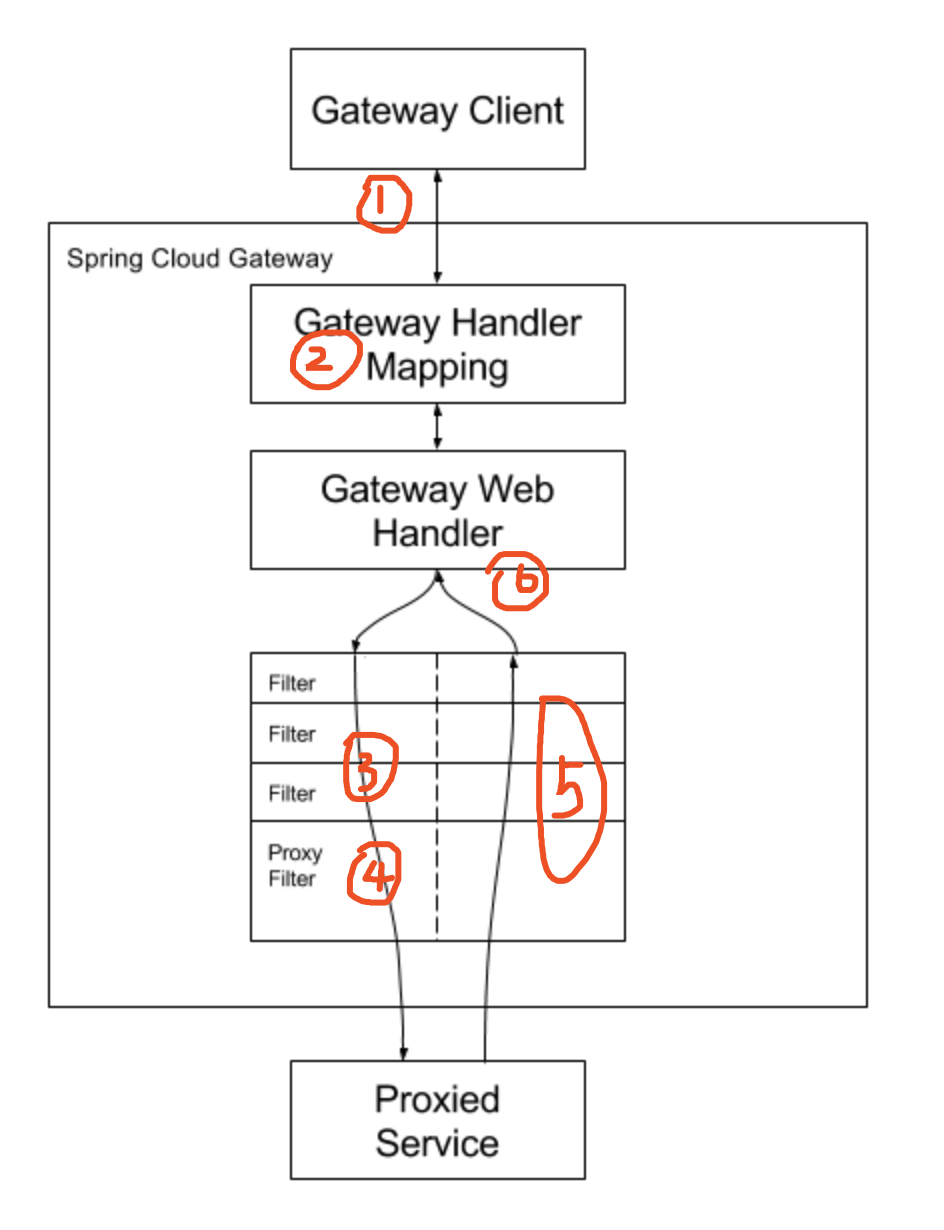 Gateway Client
1
Spring Cloud Gateway
Gateway Handler
2 Mapping
Gateway Web
Handler
6
Filter
Filter
3
Filter
5
Proxy
Filter
4
Proxied
Service